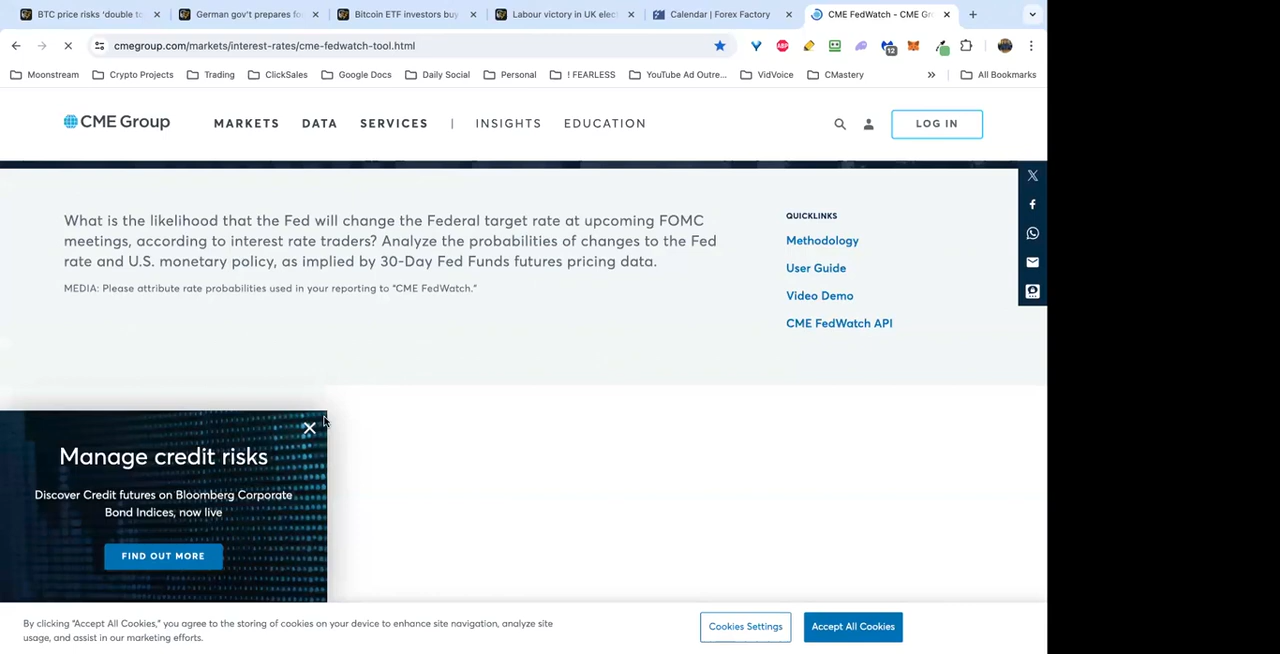 BTC price risks 'double to
German gov't prepares fo
Bitcoin ETF investors buy
Labour victory in UK elec
Calendar | Forex Factory
CME FedWatch - CME Gr
cmegroup.com/markets/interest-rates/cme-fedwatch-tool.html
ABP
12
Moonstream
Crypto Projects
Trading
ClickSales
Google Docs
Daily Social
Personal
! FEARLESS
YouTube Ad Outre...
VidVoice
CMastery
»
All Bookmarks
CME Group
MARKETS
DATA
SERVICES
|
INSIGHTS
EDUCATION
LOG IN
What is the likelihood that the Fed will change the Federal target rate at upcoming FOMC
meetings, according to interest rate traders? Analyze the probabilities of changes to the Fed
rate and U.S. monetary policy, as implied by 30-Day Fed Funds futures pricing data.
MEDIA: Please attribute rate probabilities used in your reporting to “CME FedWatch.”
QUICKLINKS
Methodology
User Guide
Video Demo
CME FedWatch API
Manage credit risks
Discover Credit futures on Bloomberg Corporate
Bond Indices, now live
FIND OUT MORE
By clicking “Accept All Cookies,” you agree to the storing of cookies on your device to enhance site navigation, analyze site
usage, and assist in our marketing efforts.
Cookies Settings
Accept All Cookies